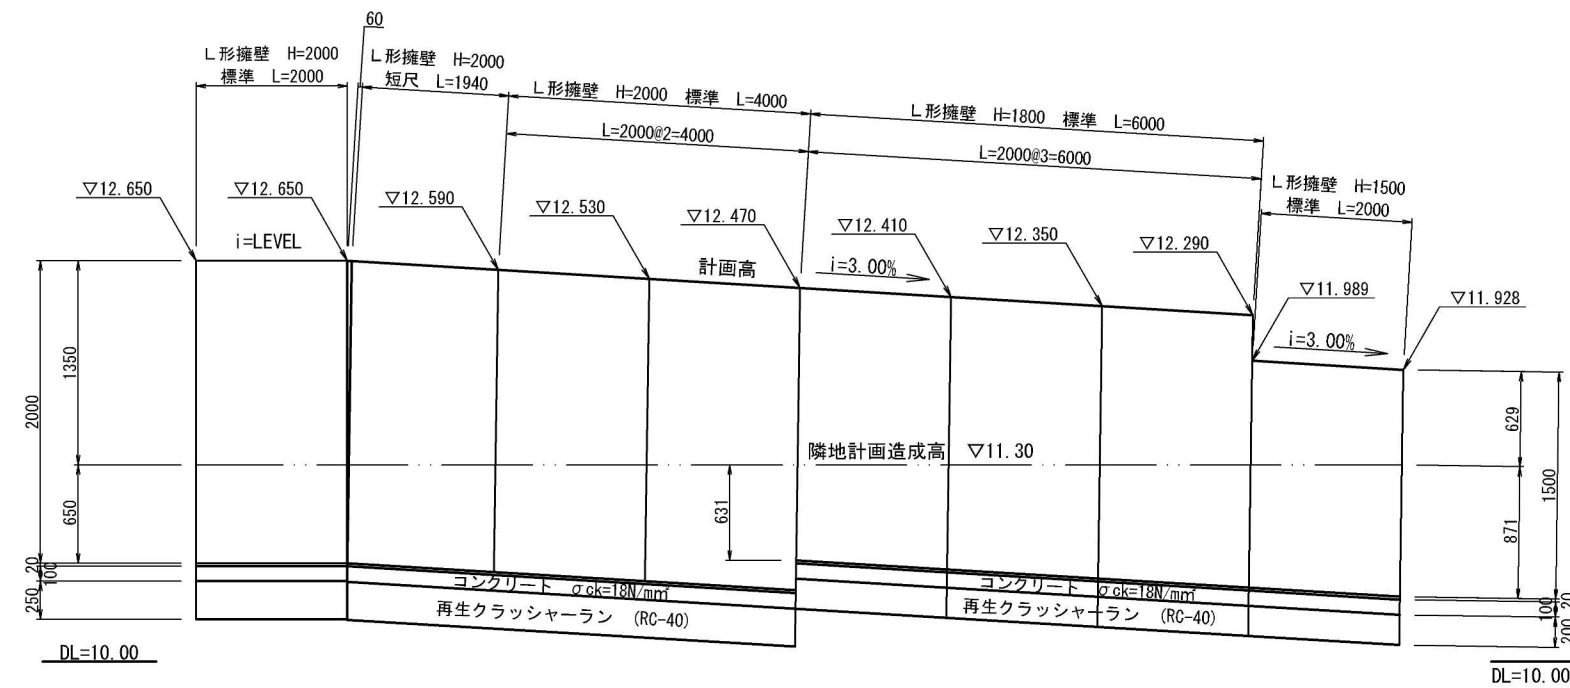 60
L形擁壁 H=2000
標準 L=2000
L形擁壁 H=2000
短尺 L=1940
L形擁壁 H=2000 標準 L=4000
L=2000@2=4000
L形擁壁 H=1800 標準 L=6000
L=2000@3=6000
L形擁壁 H=1500
標準 L=2000
▽12.650
▽12.650
▽12.590
▽12.530
▽12.470
▽12.410
▽12.350
▽12.290
▽11.989
▽11.928
i=LEVEL
計画高
i=3.00%
i=3.00%
2000
1350
650
20
100
250
隣地計画造成高 ▽11.30
631
629
1500
871
20
100
200
コンクリート σck=18N/mm²
再生クラッシャーラン (RC-40)
コンクリート σck=18N/mm²
再生クラッシャーラン (RC-40)
DL=10.00
DL=10.00